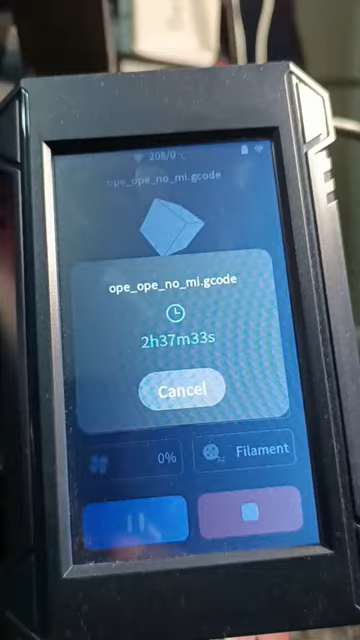 208/0
ope_ope_no_mi.gcode
ope_ope_no_mi.gcode
2h37m33s
Cancel
0%
Filament